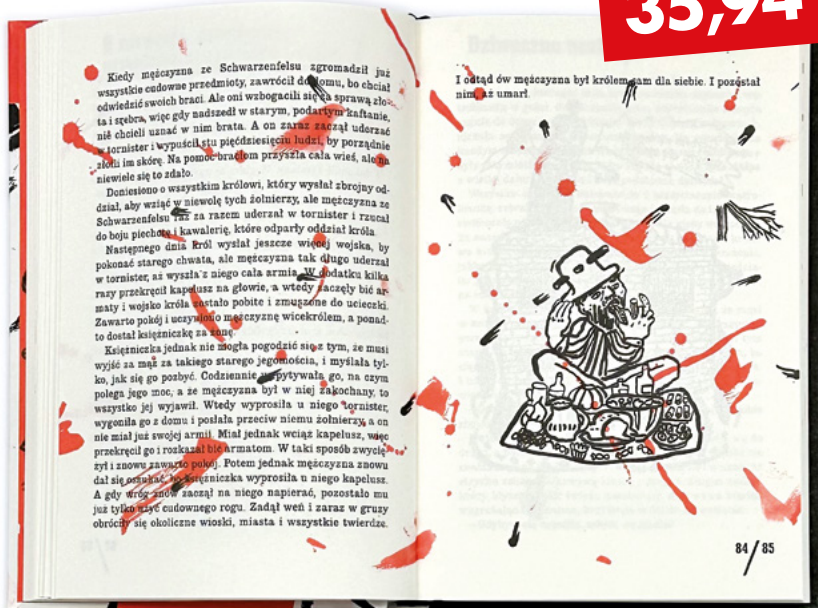 35,94
Kiedy mężczyzna ze Schwarzenfelsu zgromadził już
wszystkie cudowne przedmioty, zawrócił do domu, bo chciał
odwiedzić swoich braci. Ale oni wzbogacili się za sprawą zło-
ta i srebra, więc gdy nadszedł w starym, podartym kaftanie,
nie chcieli uznać w nim brata. A on zaraz zaczął uderzać
w tornister i wypuścił stu pięćdziesięciu ludzi, by porządnie
złoili im skórę. Na pomoc braciom przyszła cała wieś, ale na
niewiele się to zdało.
Doniesiono o wszystkim królowi, który wysłał zbrojny od-
dział, aby wziąć w niewolę tych żołnierzy, ale mężczyzna ze
Schwarzenfelsu raz za razem uderzał w tornister i rzucał
do boju piechotę i kawalerię, które odparły oddział króla.
Następnego dnia król wysłał jeszcze więcej wojska, by
pokonać starego chwata, ale mężczyzna tak długo uderzał
w tornister, aż wyszła z niego cała armia. W dodatku kilka
razy przekręcił kapelusz na głowie, a wtedy zaczęły bić ar-
maty i wojsko króla zostało pobite i zmuszone do ucieczki.
Zawarto pokój i uczyniono mężczyznę wicekrólem, a ponad-
to dostał księżniczkę za żonę.
Księżniczka jednak nie mogła pogodzić się z tym, że musi
wyjść za mąż za takiego starego jegomościa, i myślała tyl-
ko, jak się go pozbyć. Codziennie wypytywała go, na czym
polega jego moc, a że mężczyzna był w niej zakochany, to
wszystko jej wyjawił. Wtedy wyprosiła u niego tornister,
wygoniła go z domu i posłała przeciw niemu żołnierzy, a on
nie miał już swojej armii. Miał jednak wciąż kapelusz, więc
przekręcił go i rozkazał bić armatom. W taki sposób zwycię-
żył i znowu zawarto pokój. Potem jednak mężczyzna znowu
dał się oszukać, bo księżniczka wyprosiła u niego kapelusz.
A gdy wróg znów zaczął na niego napierać, pozostało mu
już tylko użyć cudownego rogu. Zadął weń i zaraz w gruzy
obróciły się okoliczne wioski, miasta i wszystkie twierdze.
I odtąd ów mężczyzna był królem sam dla siebie. I pozostał
nim, aż umarł.
84/85